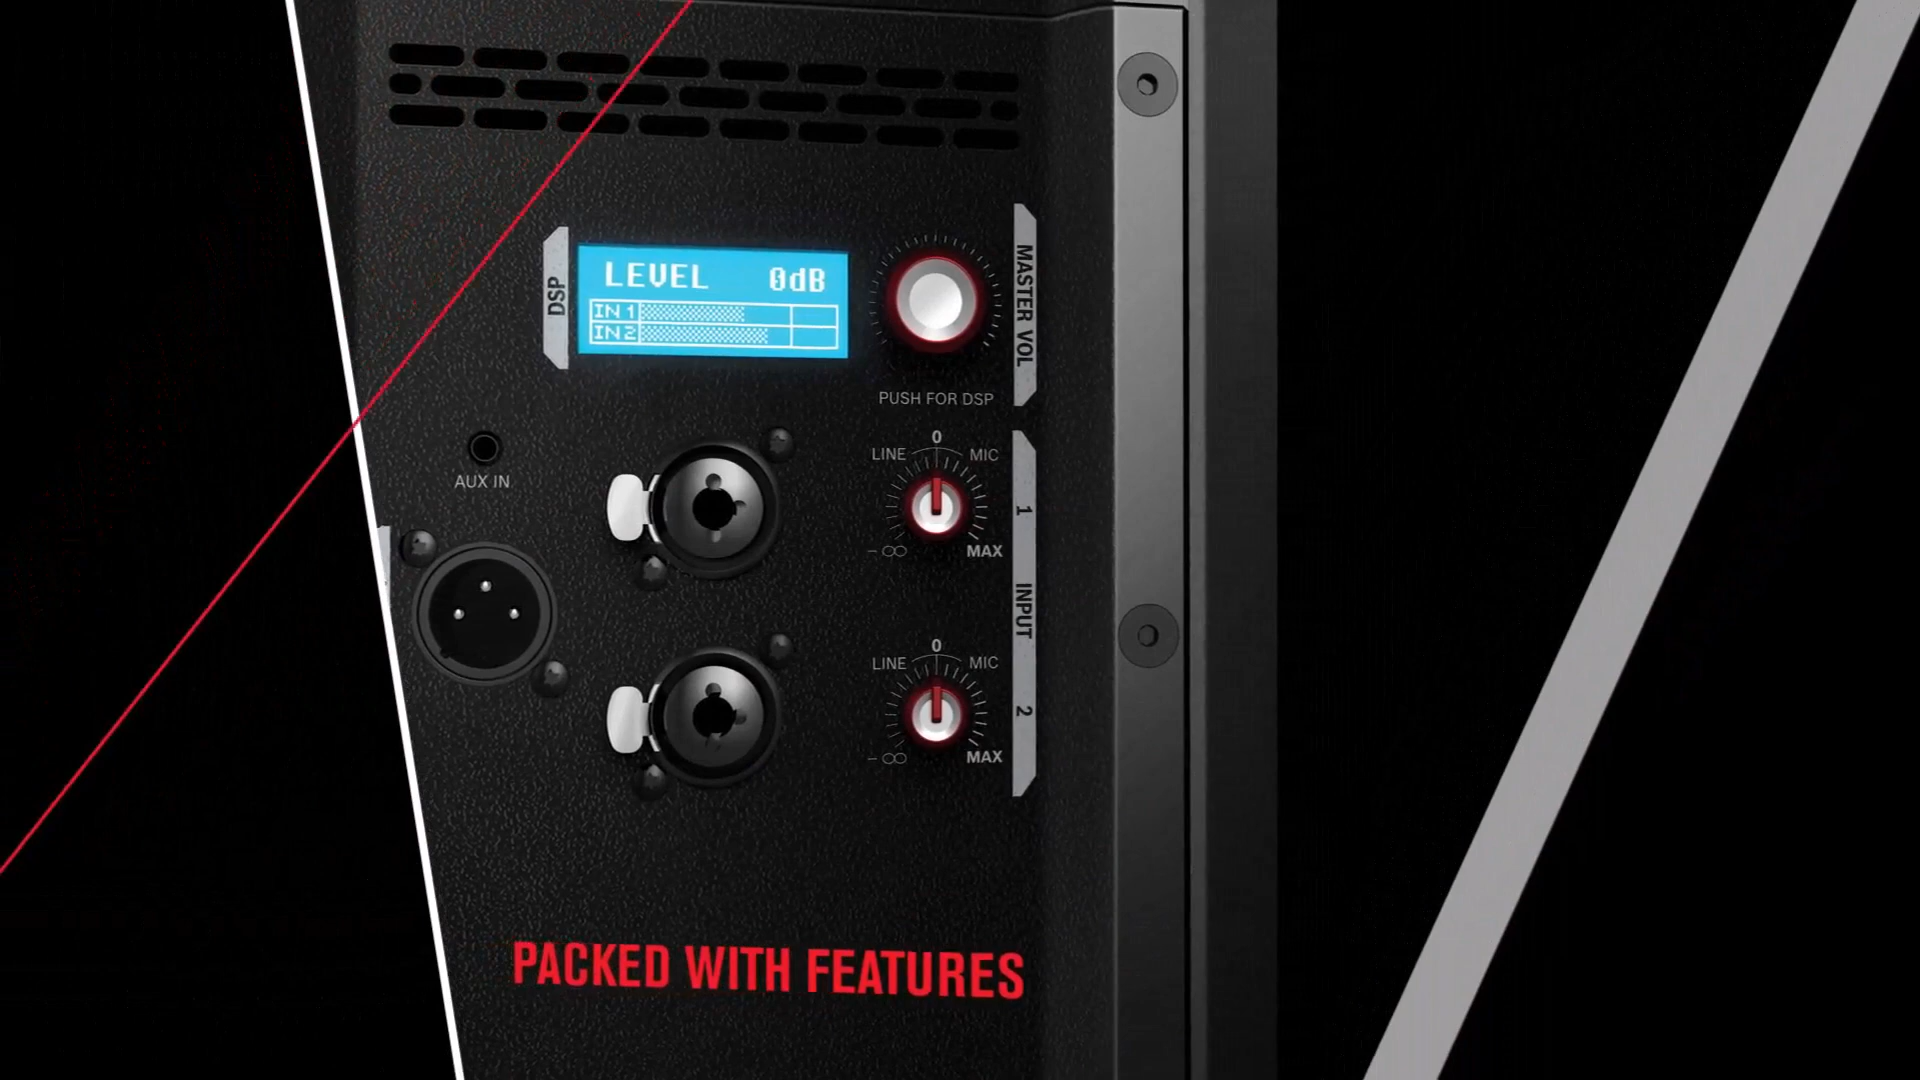 DSP
LEVEL 0dB
IN 1
IN 2
MASTER VOL
PUSH FOR DSP
AUX IN
LINE 0 MIC
-∞ MAX
1
INPUT
LINE 0 MIC
-∞ MAX
2
PACKED WITH FEATURES